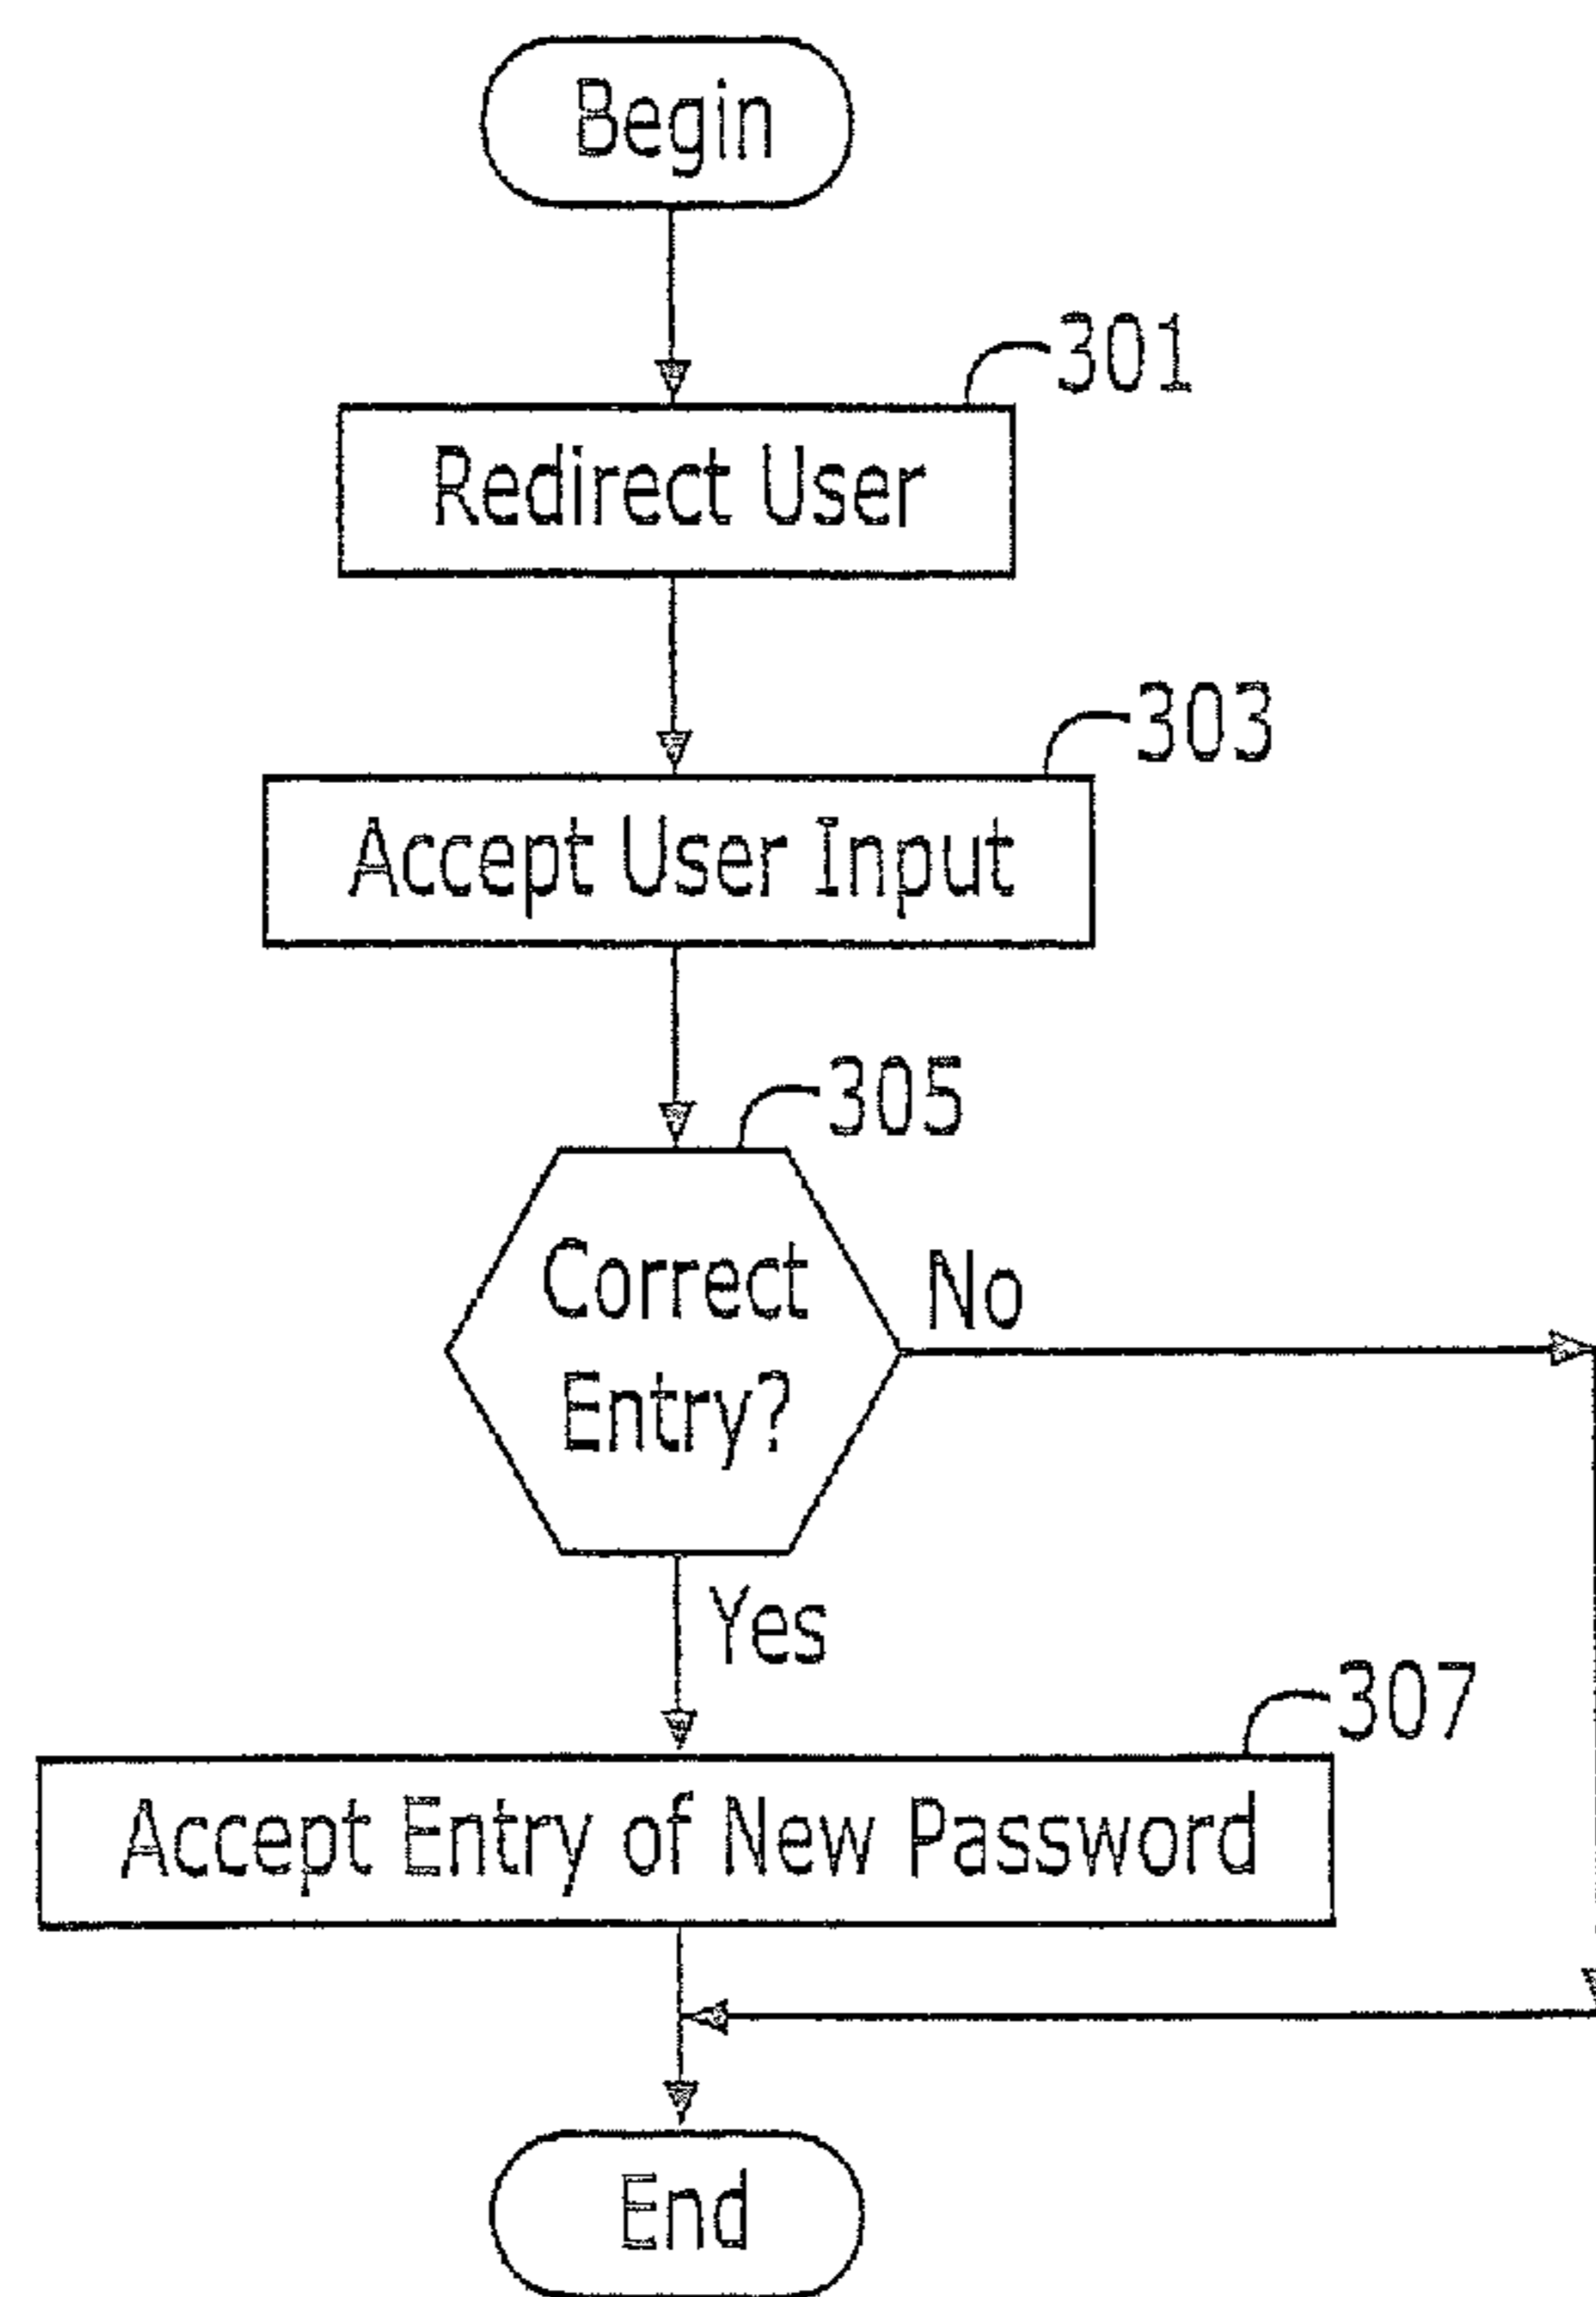 Begin
301
Redirect User
303
Accept User Input
305
Correct
Entry?
No
Yes
307
Accept Entry of New Password
End